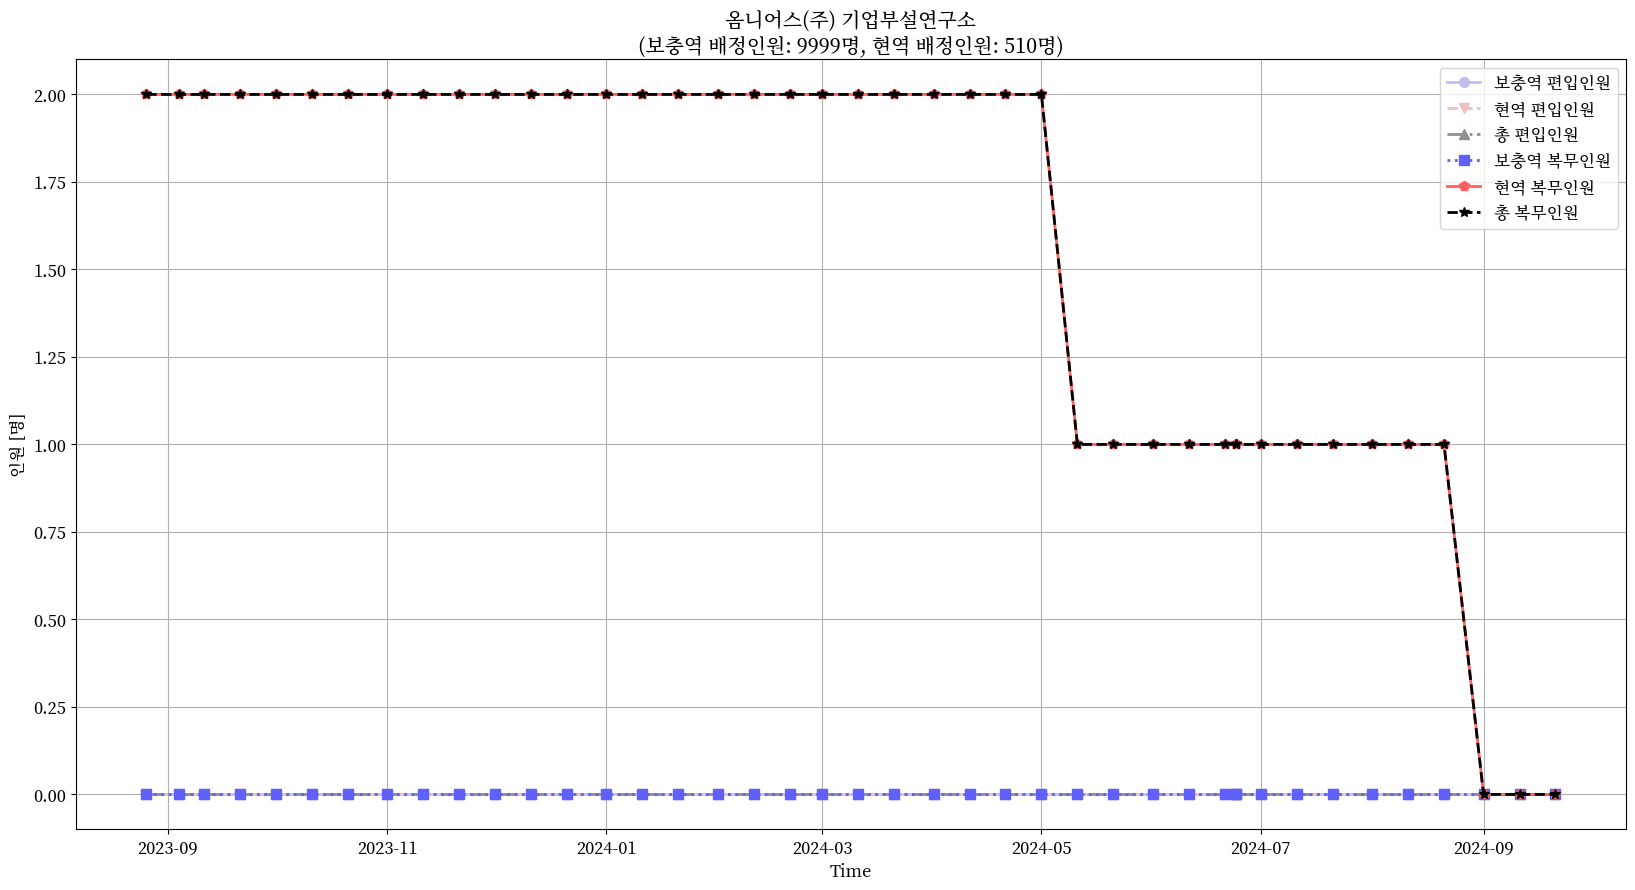 옴니어스(주) 기업부설연구소
(보충역 배정인원: 9999명, 현역 배정인원: 510명)
보충역 편입인원
현역 편입인원
총 편입인원
보충역 복무인원
현역 복무인원
총 복무인원
인원 [명]
2.00
1.75
1.50
1.25
1.00
0.75
0.50
0.25
0.00
2023-09
2023-11
2024-01
2024-03
2024-05
2024-07
2024-09
Time